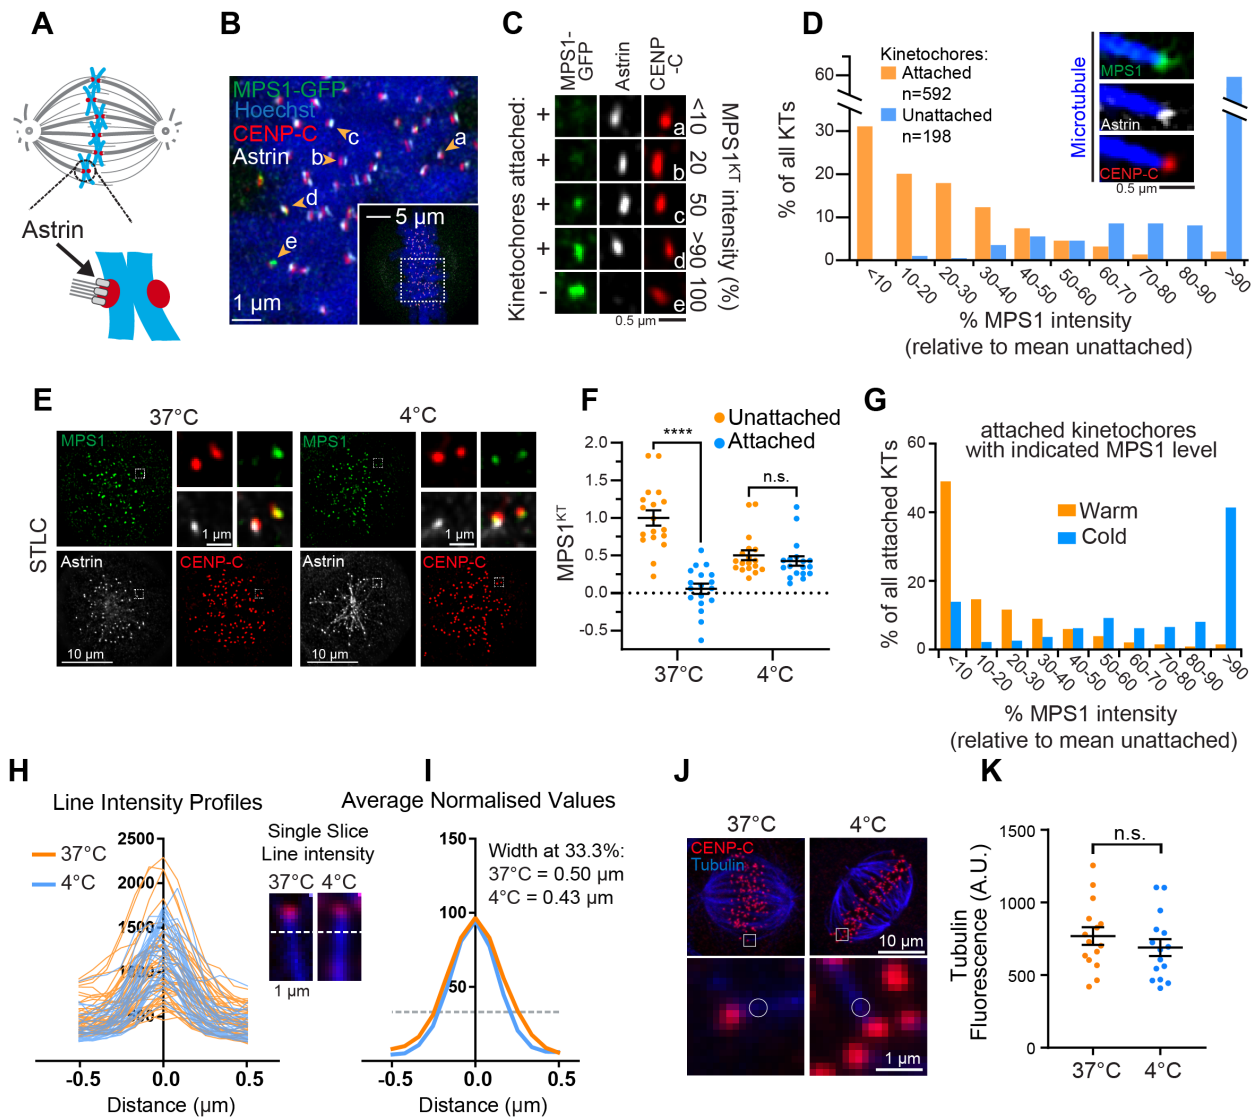 A
Astrin
B
MPS1-GFP
Hoechst
CENP-C
Astrin
a
b
c
d
e
5 µm
1 µm
C
MPS1-
GFP
Astrin
CENP
-C
Kinetochores attached:
+
+
+
+
-
a
b
c
d
e
<10
20
50
>90
100
MPS1KT intensity (%)
0.5 µm
D
Kinetochores:
Attached
n=592
Unattached
n=198
Microtubule
MPS1
Astrin
CENP-C
0.5 µm
% of all KTs
60
30
20
10
0
<10
10-20
20-30
30-40
40-50
50-60
60-70
70-80
80-90
>90
% MPS1 intensity
(relative to mean unattached)
E
37°C
4°C
STLC
MPS1
MPS1
1 µm
1 µm
Astrin
CENP-C
Astrin
CENP-C
10 µm
10 µm
F
Unattached
Attached
****
n.s.
MPS1KT
2.0
1.5
1.0
0.5
0.0
-0.5
37°C
4°C
G
attached kinetochores
with indicated MPS1 level
Warm
Cold
% of all attached KTs
60
40
20
0
<10
10-20
20-30
30-40
40-50
50-60
60-70
70-80
80-90
>90
% MPS1 intensity
(relative to mean unattached)
H
Line Intensity Profiles
37°C
4°C
2500
2000
1500
1000
500
-0.5
0.0
0.5
Distance (µm)
Single Slice
Line intensity
37°C
4°C
1 µm
I
Average Normalised Values
Width at 33.3%:
37°C = 0.50 µm
4°C = 0.43 µm
150
100
50
-0.5
0.0
0.5
Distance (µm)
J
37°C
4°C
CENP-C
Tubulin
10 µm
1 µm
K
n.s.
Tubulin
Fluorescence (A.U.)
1500
1000
500
0
37°C
4°C